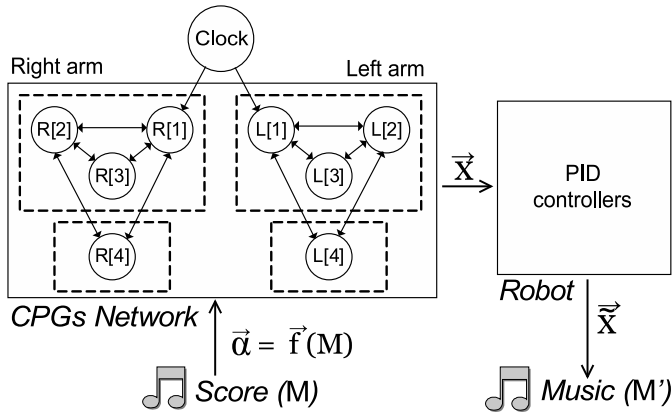 Clock
Right arm
Left arm
R[2]
R[1]
L[1]
L[2]
R[3]
L[3]
R[4]
L[4]
x⃗
PID
controllers
CPGs Network
Robot
α⃗ = f⃗(M)
x̃⃗
Score (M)
Music (M')